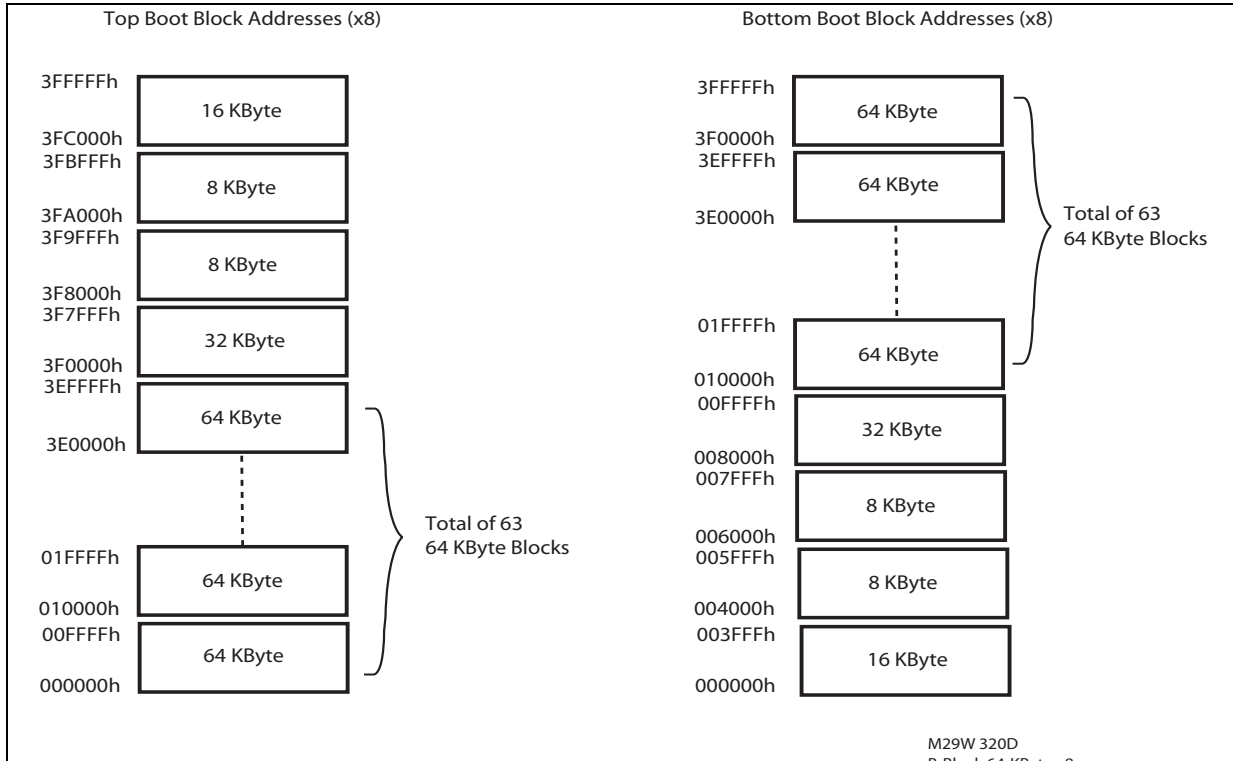 Top Boot Block Addresses (x8)
3FFFFFh
16 KByte
3FC000h
3FBFFFh
8 KByte
3FA000h
3F9FFFh
8 KByte
3F8000h
3F7FFFh
32 KByte
3F0000h
3EFFFFh
64 KByte
3E0000h
Total of 63
64 KByte Blocks
01FFFFh
64 KByte
010000h
00FFFFh
64 KByte
000000h
Bottom Boot Block Addresses (x8)
3FFFFFh
64 KByte
3F0000h
3EFFFFh
64 KByte
3E0000h
Total of 63
64 KByte Blocks
01FFFFh
64 KByte
010000h
00FFFFh
32 KByte
008000h
007FFFh
8 KByte
006000h
005FFFh
8 KByte
004000h
003FFFh
16 KByte
000000h
M29W 320D